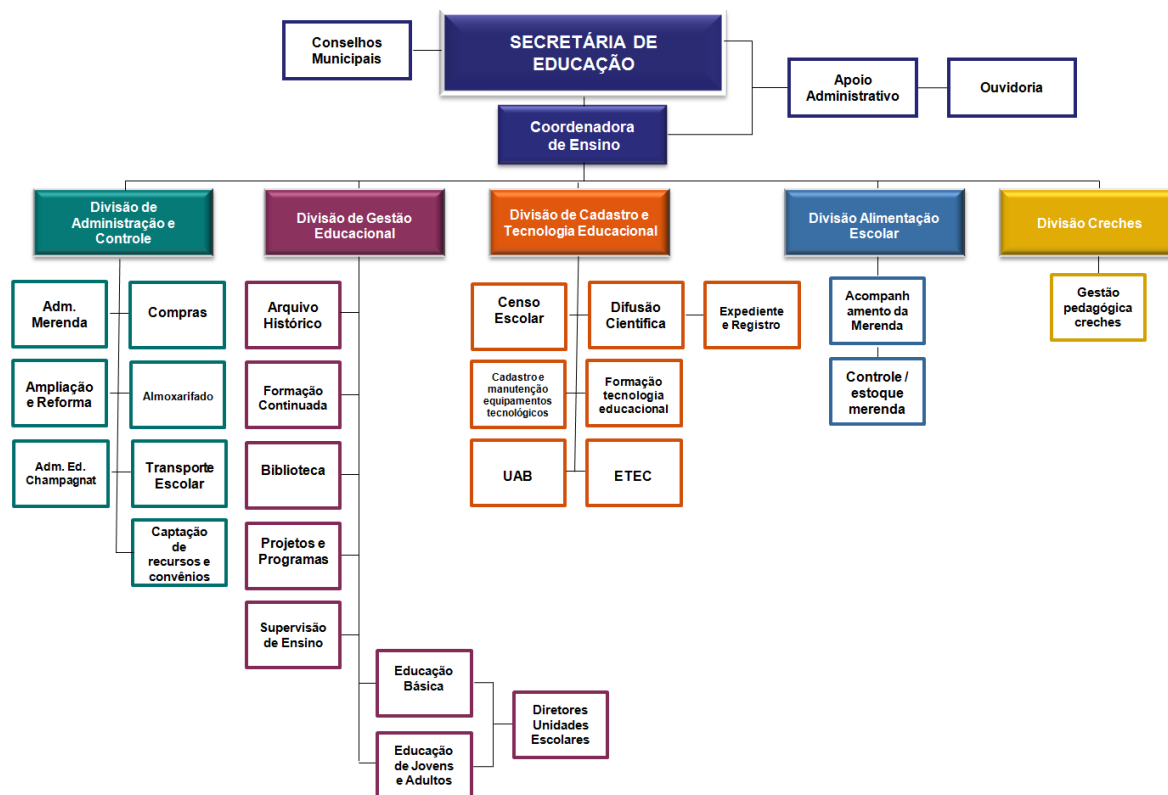 SECRETÁRIA DE
EDUCAÇÃO
Conselhos
Municipais
Apoio
Administrativo
Ouvidoria
Coordenadora
de Ensino
Divisão de
Administração e
Controle
Divisão de Gestão
Educacional
Divisão de Cadastro e
Tecnologia Educacional
Divisão Alimentação
Escolar
Divisão Creches
Adm.
Merenda
Compras
Ampliação
e Reforma
Almoxarifado
Adm. Ed.
Champagnat
Transporte
Escolar
Captação
de
recursos e
convênios
Arquivo
Histórico
Formação
Continuada
Biblioteca
Projetos e
Programas
Supervisão
de Ensino
Educação
Básica
Educação
de Jovens
e Adultos
Diretores
Unidades
Escolares
Censo
Escolar
Difusão
Científica
Expediente
e Registro
Cadastro e
manutenção
equipamentos
tecnológicos
Formação
tecnologia
educacional
UAB
ETEC
Acompanh
amento da
Merenda
Controle /
estoque
merenda
Gestão
pedagógica
creches